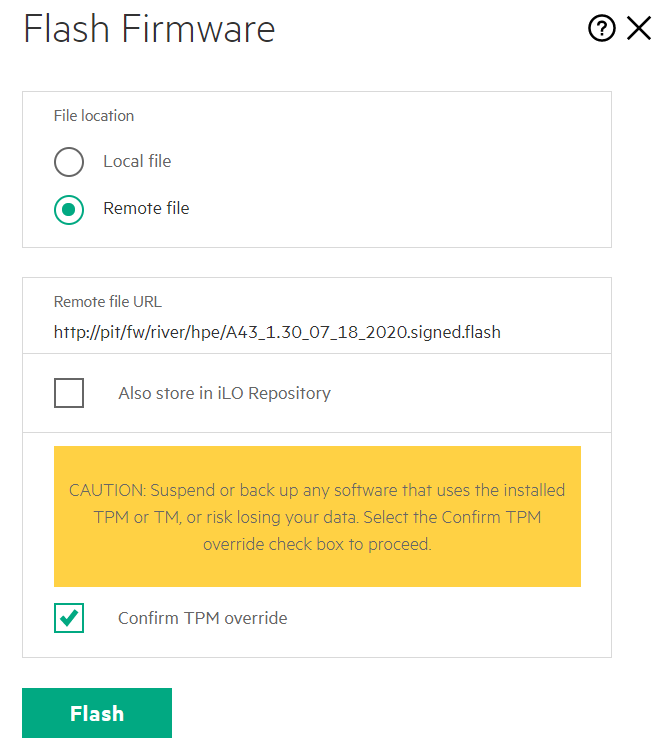 Flash Firmware
File location
Local file
Remote file
Remote file URL
http://pit/fw/river/hpe/A43_1.30_07_18_2020.signed.flash
Also store in iLO Repository
CAUTION: Suspend or back up any software that uses the installed
TPM or TM, or risk losing your data. Select the Confirm TPM
override check box to proceed.
Confirm TPM override
Flash